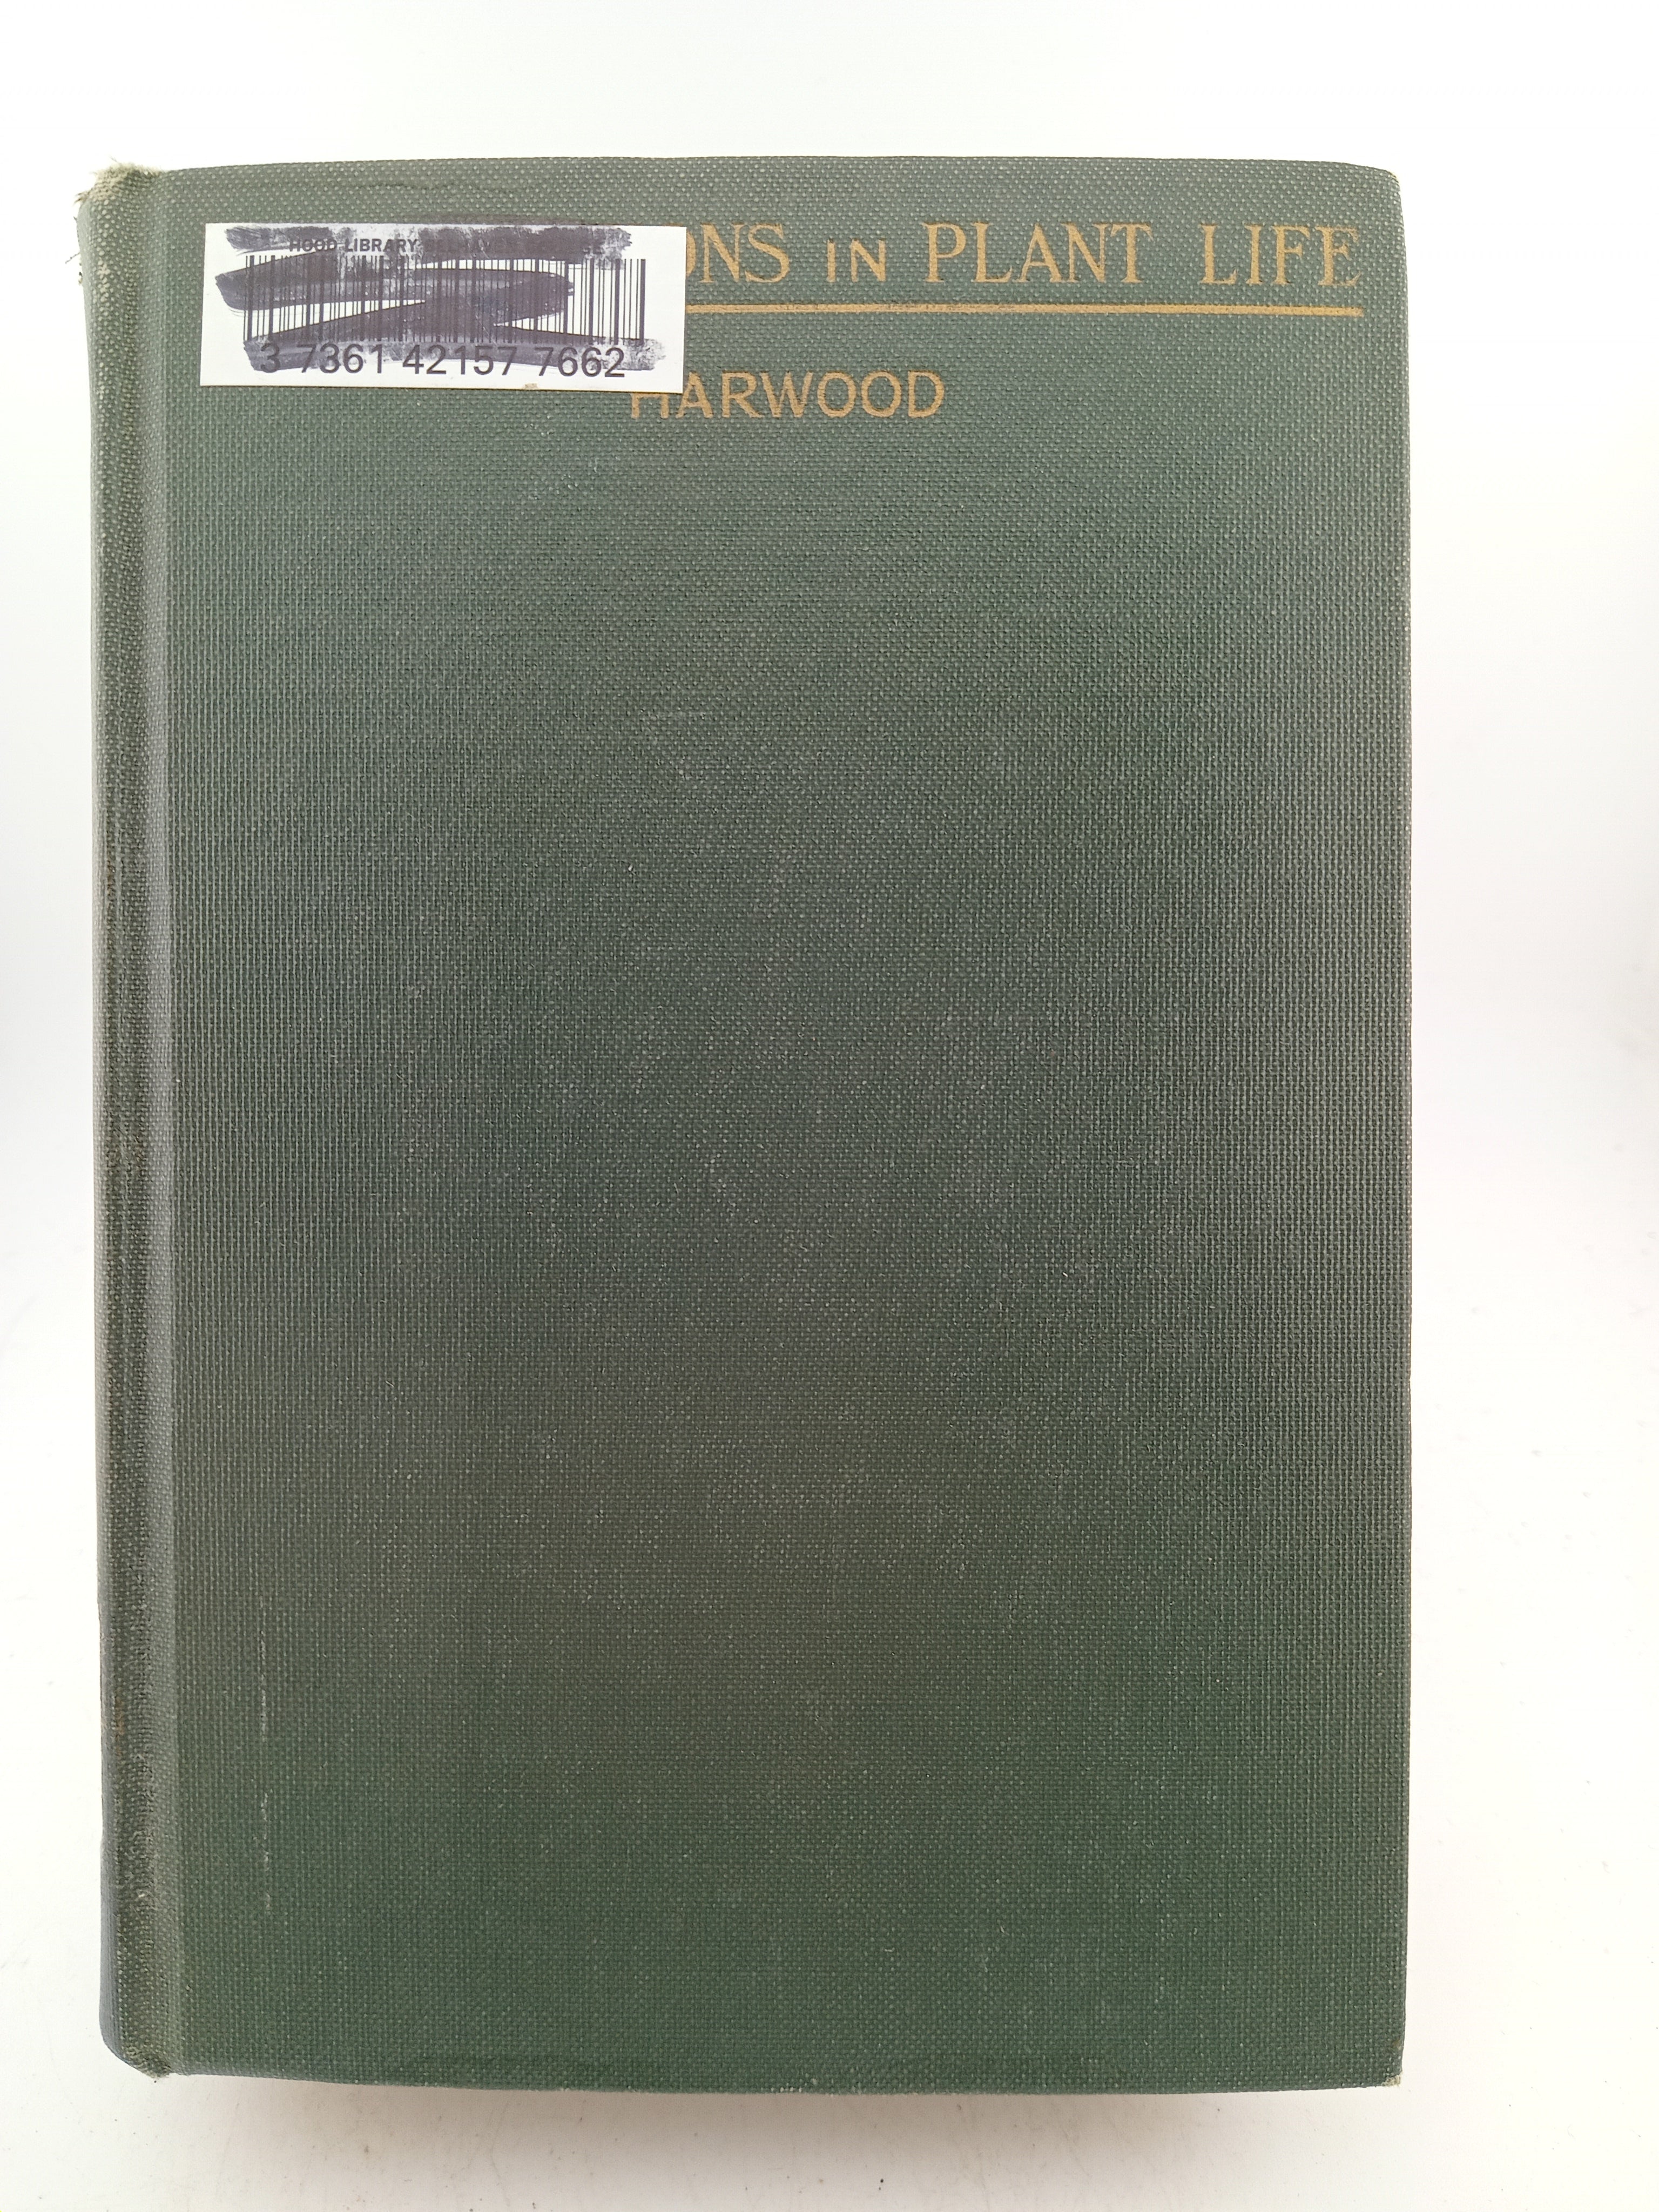 HOOD LIBRARY
3 7361 42157 7662
ONS IN PLANT LIFE
HARWOOD